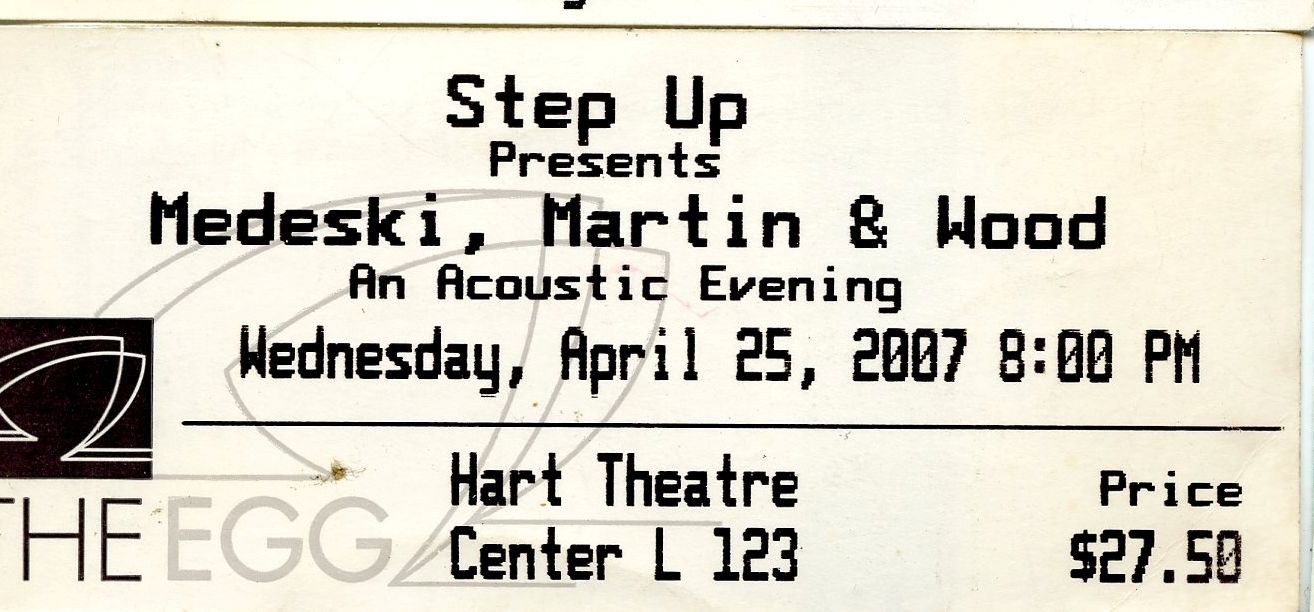 Step Up
Presents
Medeski, Martin & Wood
An Acoustic Evening
Wednesday, April 25, 2007 8:00 PM
Hart Theatre
Price
THE EGG
Center L 123
$27.50